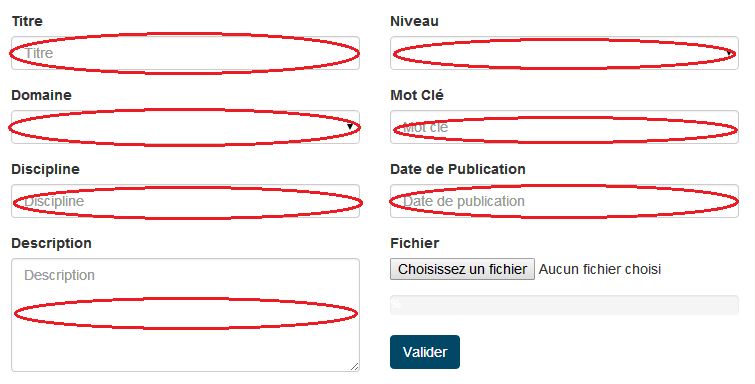 Titre
Titre
Niveau
Domaine
Mot Clé
Mot clé
Discipline
Discipline
Date de Publication
Date de publication
Description
Description
Fichier
Choisissez un fichier Aucun fichier choisi
%
Valider